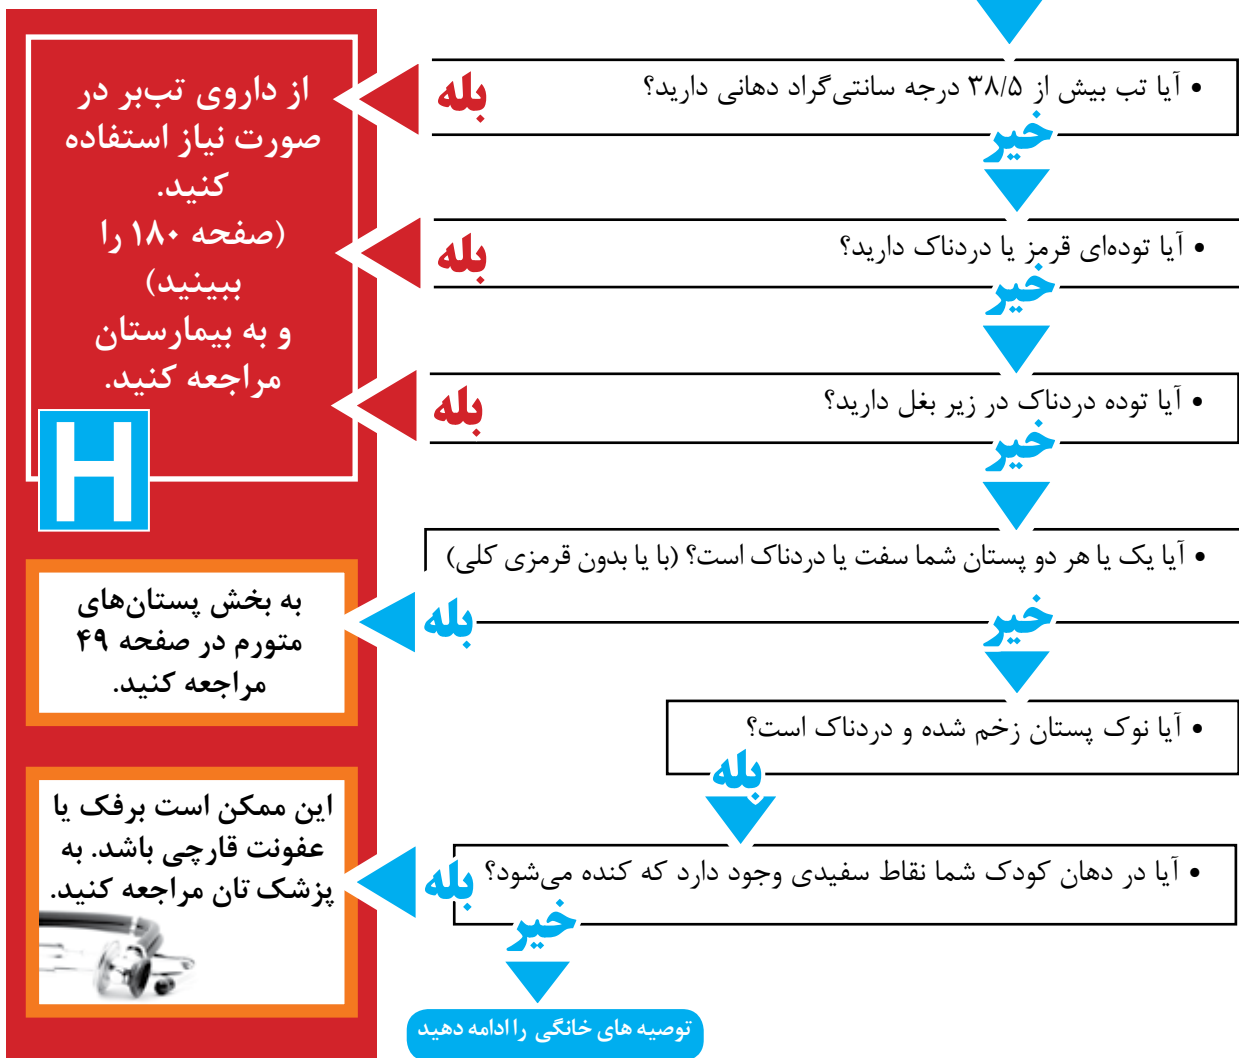 • آیا تب بیش از ۳۸/۵ درجه سانتی‌گراد دهانی دارید؟
بله
خیر
از داروی تب‌بر در
صورت نیاز استفاده
کنید.
(صفحه ۱۸۰ را
ببینید)
و به بیمارستان
مراجعه کنید.
H
• آیا توده‌ای قرمز یا دردناک دارید؟
بله
خیر
• آیا توده دردناک در زیر بغل دارید؟
بله
خیر
• آیا یک یا هر دو پستان شما سفت یا دردناک است؟ (با یا بدون قرمزی کلی)
بله
خیر
به بخش پستان‌های
متورم در صفحه ۴۹
مراجعه کنید.
• آیا نوک پستان زخم شده و دردناک است؟
بله
• آیا در دهان کودک شما نقاط سفیدی وجود دارد که کنده می‌شود؟
بله
خیر
این ممکن است برفک یا
عفونت قارچی باشد. به
پزشک تان مراجعه کنید.
توصیه های خانگی را ادامه دهید